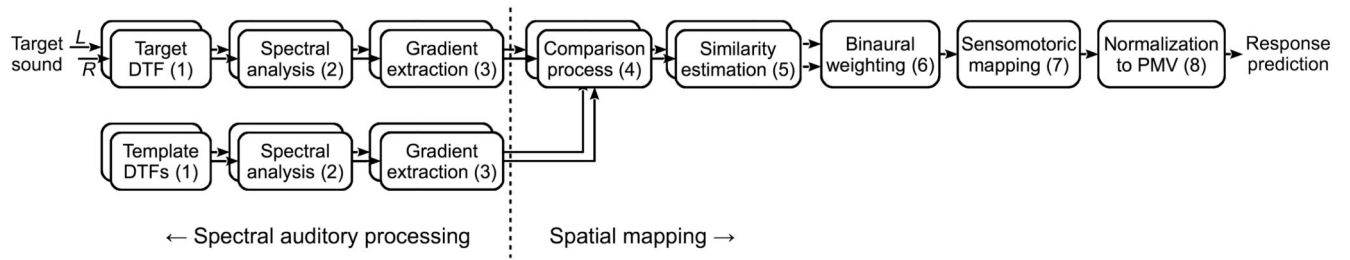 Target
sound
L
R
Target
DTF (1)
Spectral
analysis (2)
Gradient
extraction (3)
Comparison
process (4)
Similarity
estimation (5)
Binaural
weighting (6)
Sensomotoric
mapping (7)
Normalization
to PMV (8)
Response
prediction
Template
DTFs (1)
Spectral
analysis (2)
Gradient
extraction (3)
← Spectral auditory processing
Spatial mapping →